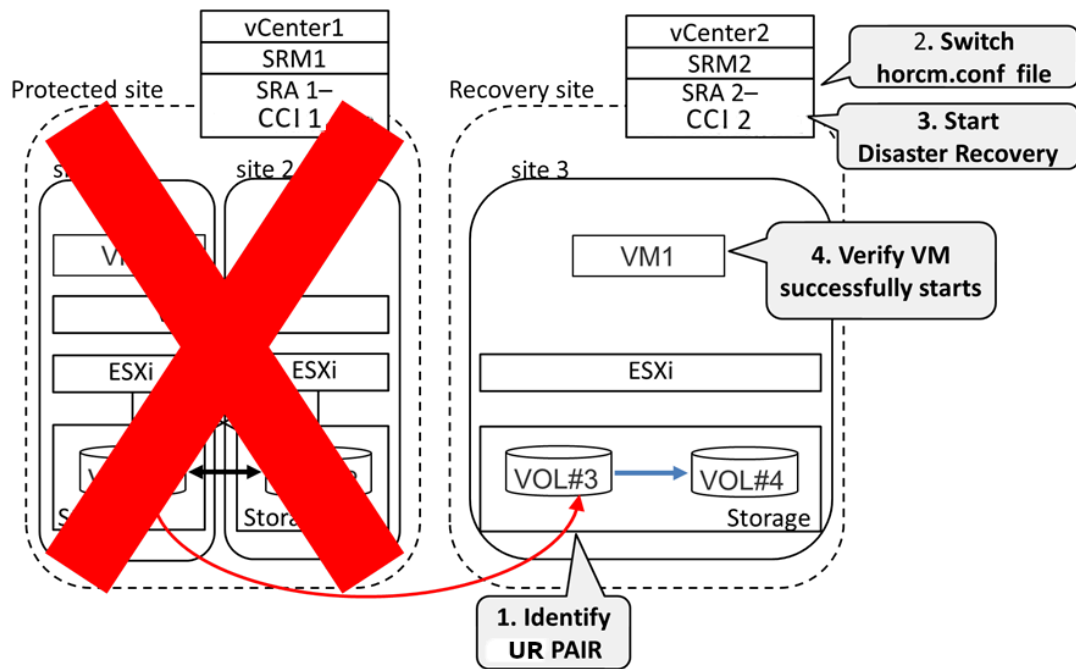 vCenter1
SRM1
SRA 1–
CCI 1
Protected site
site 2
ESXi
ESXi
vCenter2
SRM2
SRA 2–
CCI 2
Recovery site
site 3
VM1
ESXi
VOL#3
VOL#4
Storage
2. Switch
horcm.conf file
3. Start
Disaster Recovery
4. Verify VM
successfully starts
1. Identify
UR PAIR